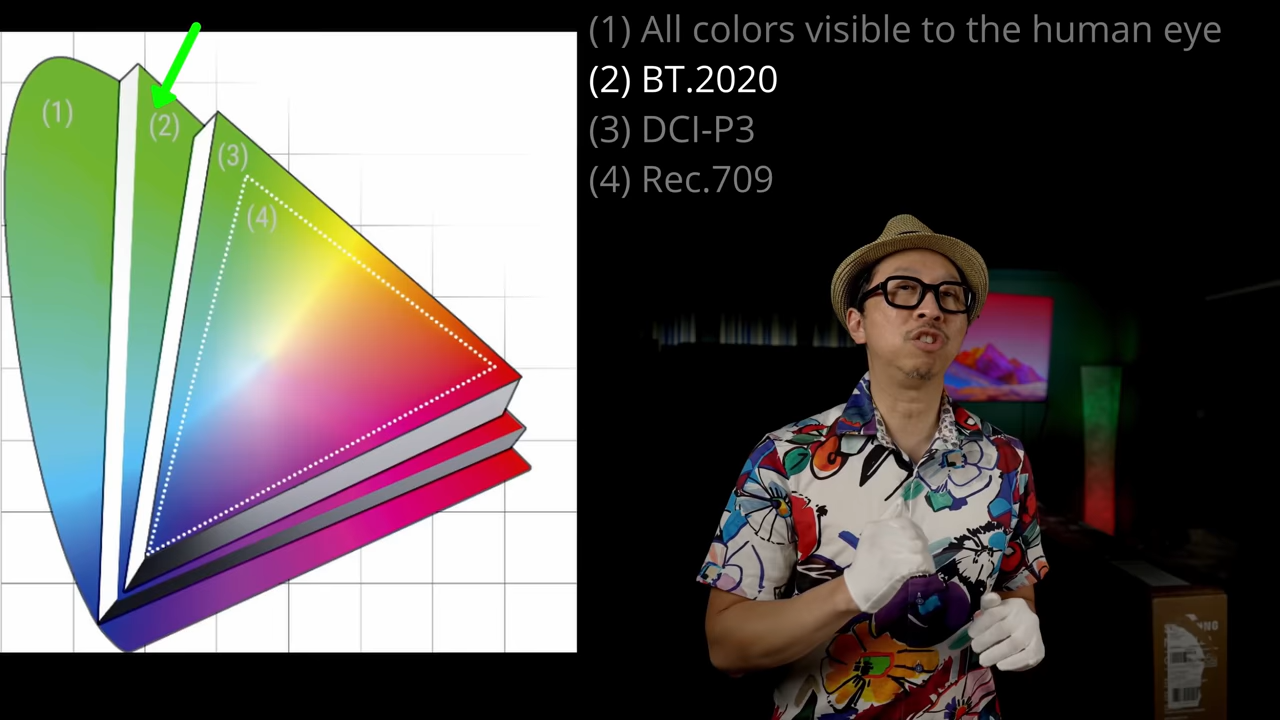 (1) All colors visible to the human eye
(2) BT.2020
(3) DCI-P3
(4) Rec.709
(1)
(2)
(3)
(4)